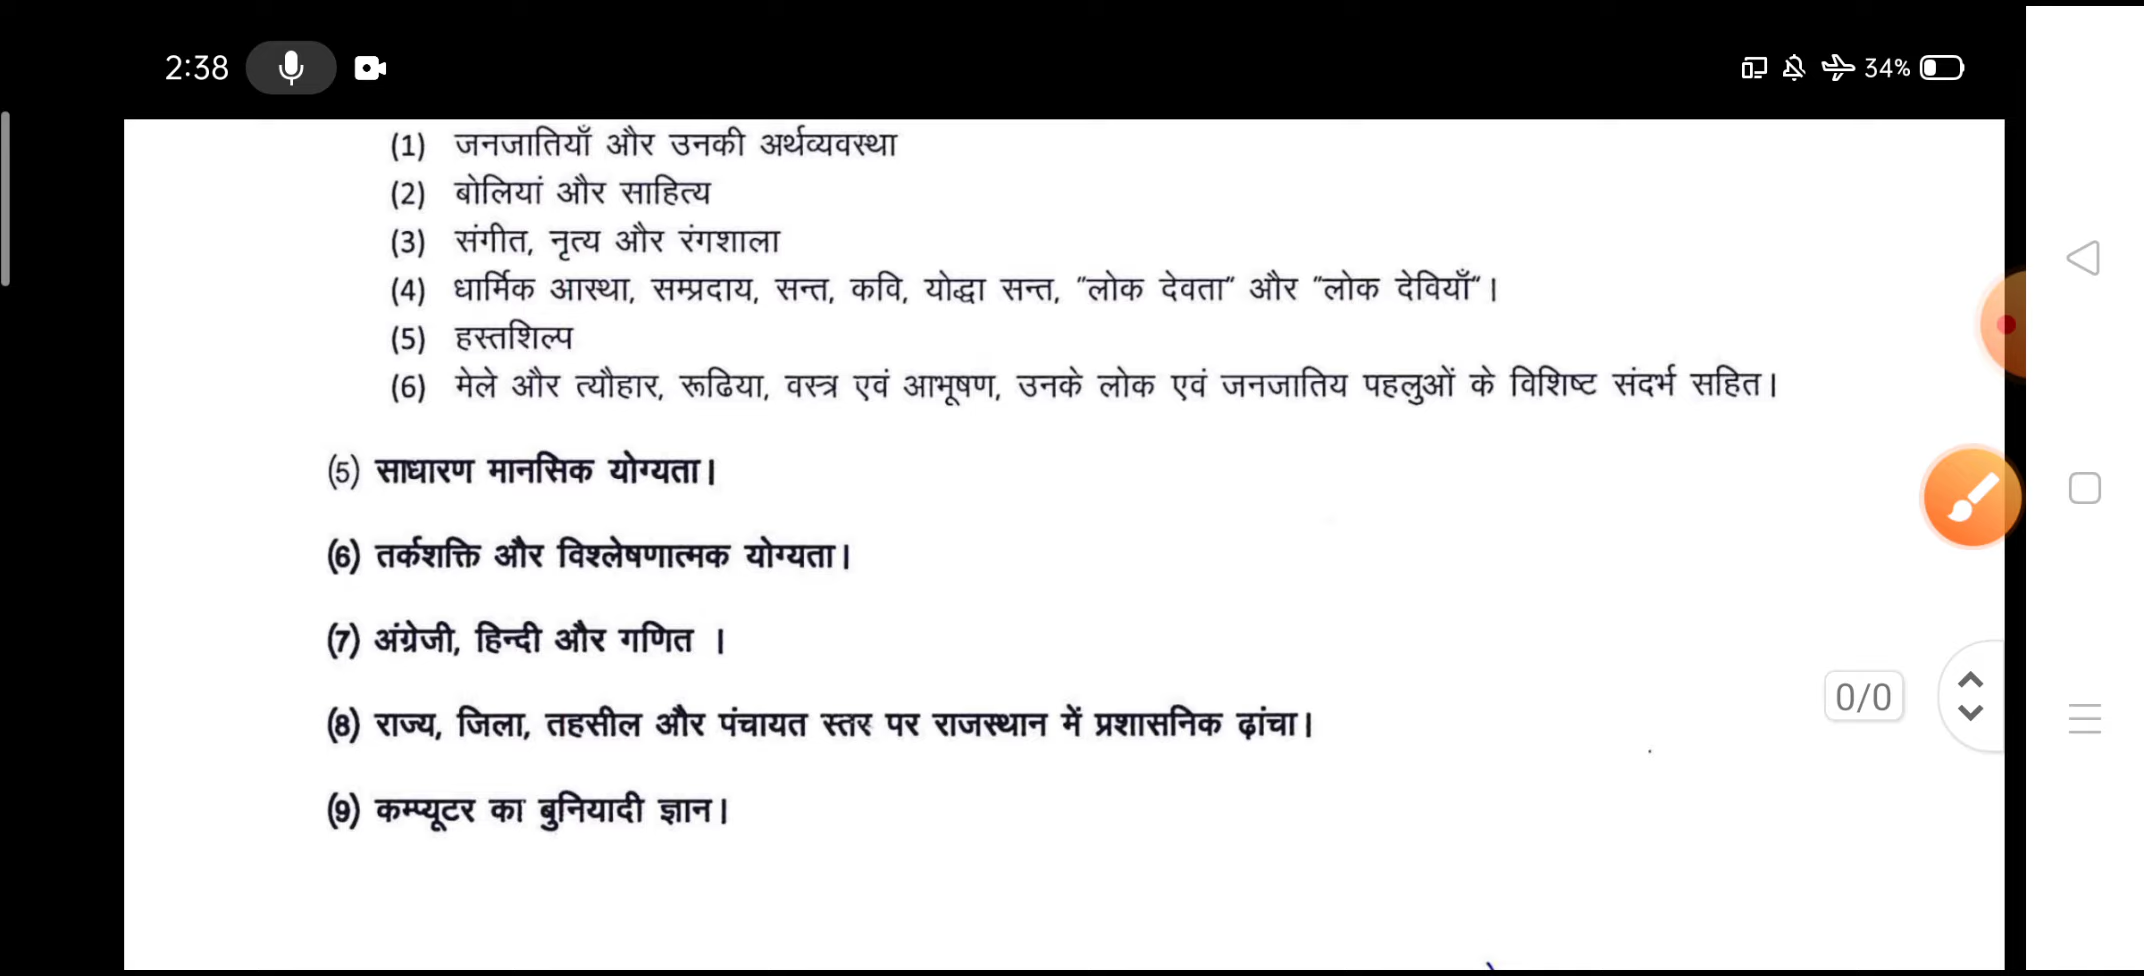 2:38
34%
(1) जनजातियाँ और उनकी अर्थव्यवस्था
(2) बोलियां और साहित्य
(3) संगीत, नृत्य और रंगशाला
(4) धार्मिक आस्था, सम्प्रदाय, सन्त, कवि, योद्धा सन्त, "लोक देवता" और "लोक देवियाँ"।
(5) हस्तशिल्प
(6) मेले और त्यौहार, रूढिया, वस्त्र एवं आभूषण, उनके लोक एवं जनजातिय पहलुओं के विशिष्ट संदर्भ सहित।
(5) साधारण मानसिक योग्यता।
(6) तर्कशक्ति और विश्लेषणात्मक योग्यता।
(7) अंग्रेजी, हिन्दी और गणित ।
(8) राज्य, जिला, तहसील और पंचायत स्तर पर राजस्थान में प्रशासनिक ढ़ांचा।
0/0
(9) कम्प्यूटर का बुनियादी ज्ञान।